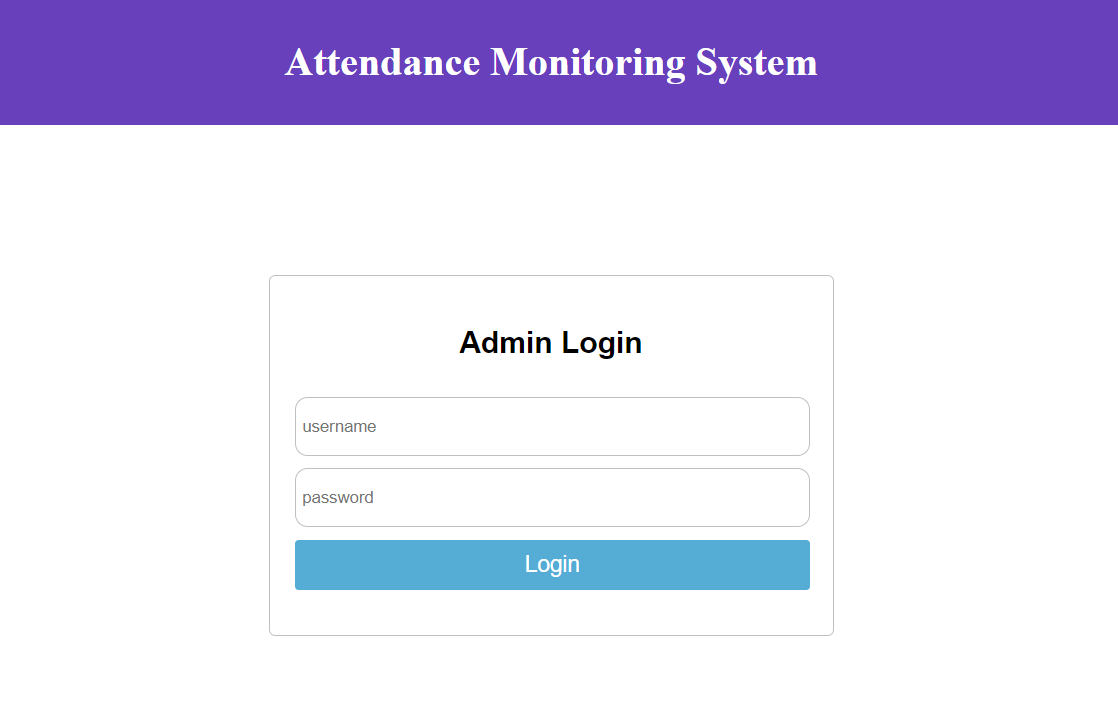 Attendance Monitoring System
Admin Login
username
password
Login